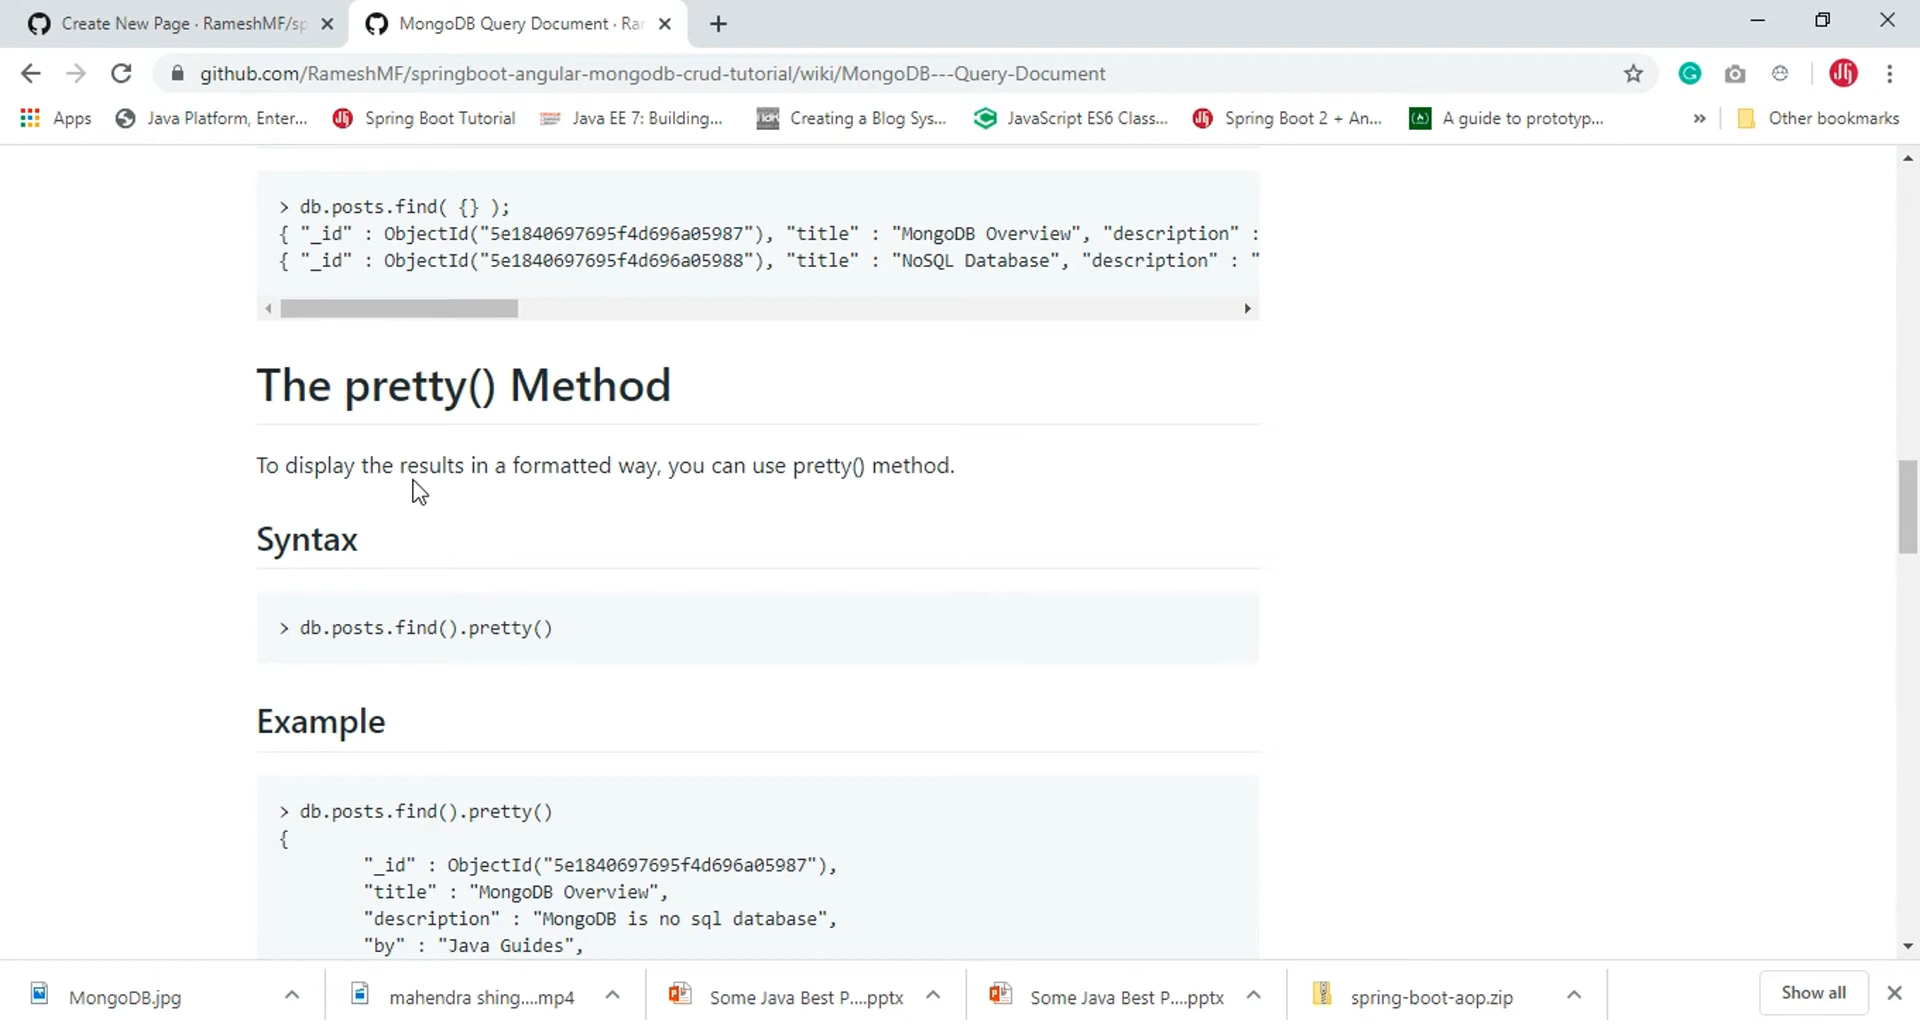 Create New Page · RameshMF/sp
MongoDB Query Document · Ra
github.com/RameshMF/springboot-angular-mongodb-crud-tutorial/wiki/MongoDB---Query-Document
Apps
Java Platform, Enter...
Spring Boot Tutorial
Java EE 7: Building...
Creating a Blog Sys...
JavaScript ES6 Class...
Spring Boot 2 + An...
A guide to prototyp...
»
Other bookmarks
> db.posts.find( {} );
{ "_id" : ObjectId("5e1840697695f4d696a05987"), "title" : "MongoDB Overview", "description" :
{ "_id" : ObjectId("5e1840697695f4d696a05988"), "title" : "NoSQL Database", "description" : "
The pretty() Method
To display the results in a formatted way, you can use pretty() method.
Syntax
> db.posts.find().pretty()
Example
> db.posts.find().pretty()
{
"_id" : ObjectId("5e1840697695f4d696a05987"),
"title" : "MongoDB Overview",
"description" : "MongoDB is no sql database",
"by" : "Java Guides",
MongoDB.jpg
mahendra shing....mp4
Some Java Best P....pptx
Some Java Best P....pptx
spring-boot-aop.zip
Show all